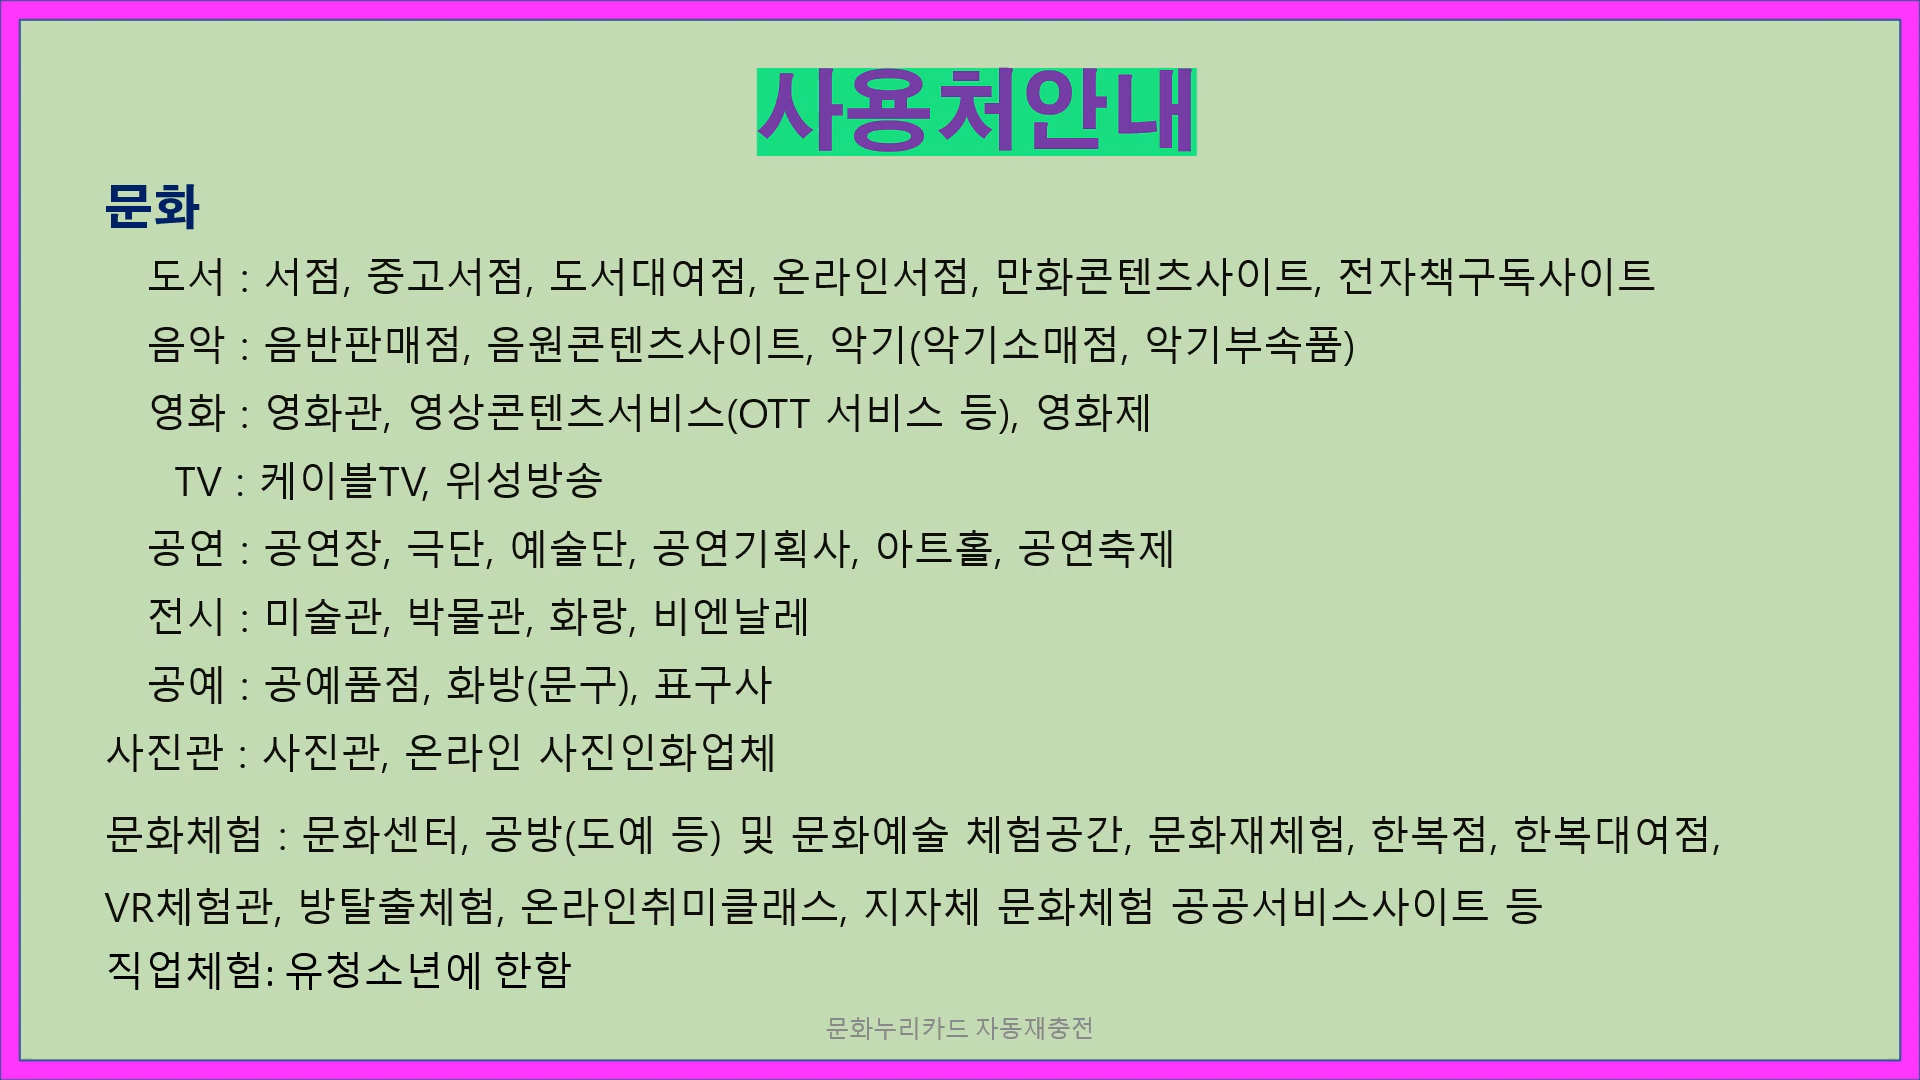 사용처안내
문화
도서 : 서점, 중고서점, 도서대여점, 온라인서점, 만화콘텐츠사이트, 전자책구독사이트
음악 : 음반판매점, 음원콘텐츠사이트, 악기(악기소매점, 악기부속품)
영화 : 영화관, 영상콘텐츠서비스(OTT 서비스 등), 영화제
TV : 케이블TV, 위성방송
공연 : 공연장, 극단, 예술단, 공연기획사, 아트홀, 공연축제
전시 : 미술관, 박물관, 화랑, 비엔날레
공예 : 공예품점, 화방(문구), 표구사
사진관 : 사진관, 온라인 사진인화업체
문화체험 : 문화센터, 공방(도예 등) 및 문화예술 체험공간, 문화재체험, 한복점, 한복대여점,
VR체험관, 방탈출체험, 온라인취미클래스, 지자체 문화체험 공공서비스사이트 등
직업체험: 유청소년에 한함
문화누리카드 자동재충전